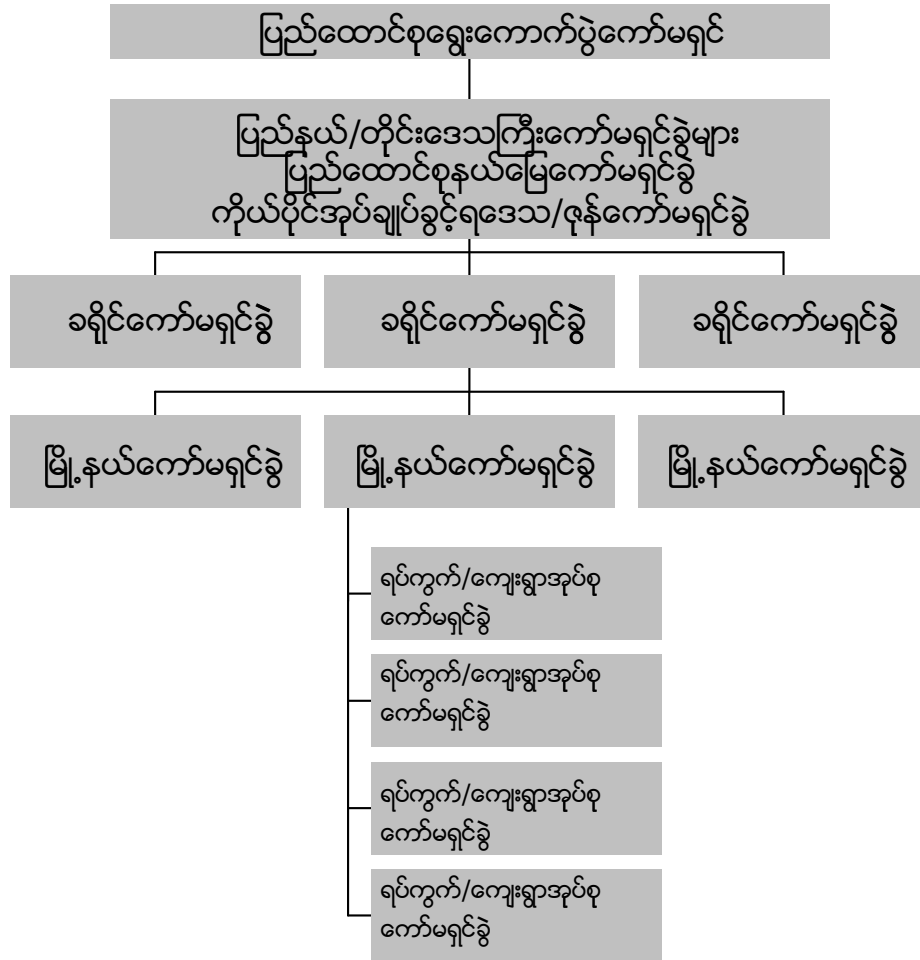 ပြည်ထောင်စုရွေးကောက်ပွဲကော်မရှင်
ပြည်နယ်/တိုင်းဒေသကြီးကော်မရှင်ခွဲများ
ပြည်ထောင်စုနယ်မြေကော်မရှင်ခွဲ
ကိုယ်ပိုင်အုပ်ချုပ်ခွင့်ရဒေသ/ဇုန်ကော်မရှင်ခွဲ
ခရိုင်ကော်မရှင်ခွဲ
ခရိုင်ကော်မရှင်ခွဲ
ခရိုင်ကော်မရှင်ခွဲ
မြို့နယ်ကော်မရှင်ခွဲ
မြို့နယ်ကော်မရှင်ခွဲ
မြို့နယ်ကော်မရှင်ခွဲ
ရပ်ကွက်/ကျေးရွာအုပ်စု
ကော်မရှင်ခွဲ
ရပ်ကွက်/ကျေးရွာအုပ်စု
ကော်မရှင်ခွဲ
ရပ်ကွက်/ကျေးရွာအုပ်စု
ကော်မရှင်ခွဲ
ရပ်ကွက်/ကျေးရွာအုပ်စု
ကော်မရှင်ခွဲ